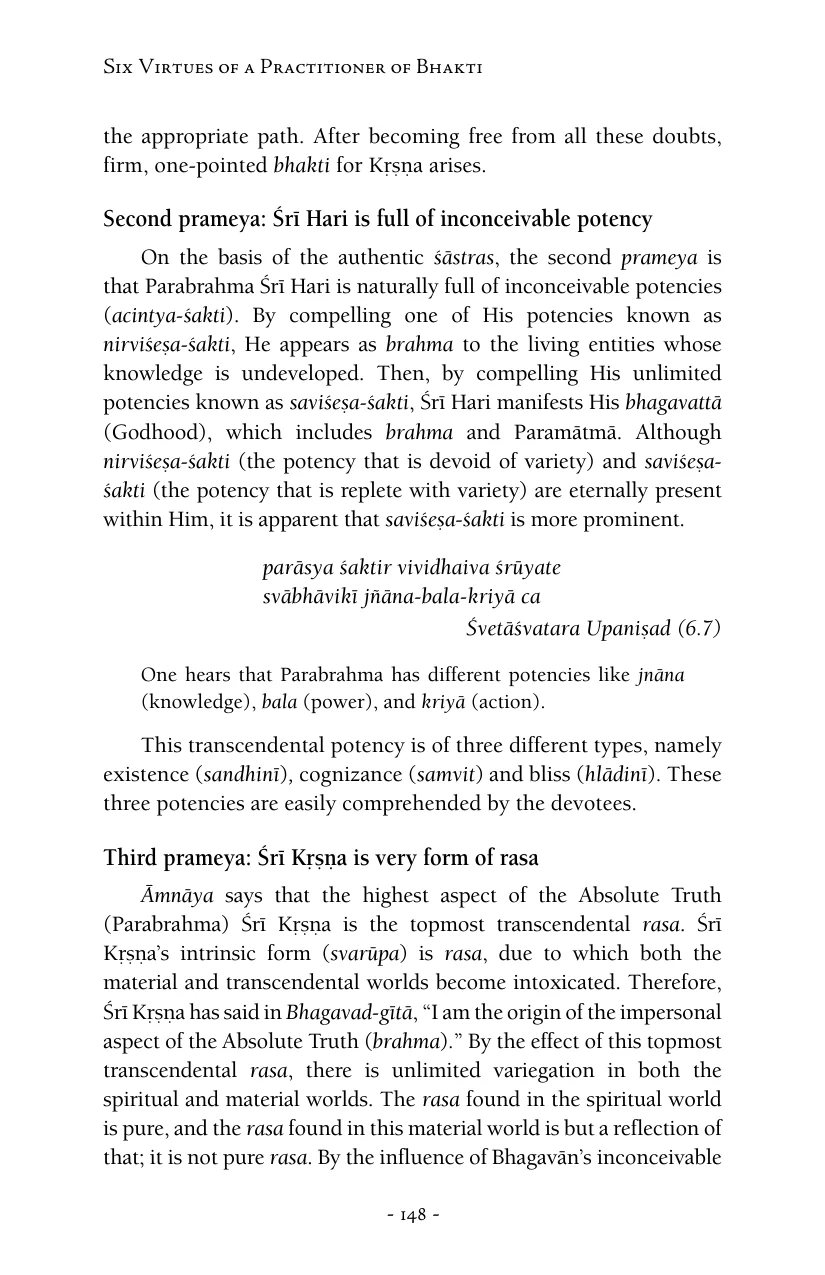 Six Virtues of a Practitioner of Bhakti
the appropriate path. After becoming free from all these doubts,
firm, one-pointed bhakti for Kṛṣṇa arises.
Second prameya: Śrī Hari is full of inconceivable potency
On the basis of the authentic śāstras, the second prameya is
that Parabrahma Śrī Hari is naturally full of inconceivable potencies
(acintya-śakti). By compelling one of His potencies known as
nirviśeṣa-śakti, He appears as brahma to the living entities whose
knowledge is undeveloped. Then, by compelling His unlimited
potencies known as saviśeṣa-śakti, Śrī Hari manifests His bhagavattā
(Godhood), which includes brahma and Paramātmā. Although
nirviśeṣa-śakti (the potency that is devoid of variety) and saviśeṣa-
śakti (the potency that is replete with variety) are eternally present
within Him, it is apparent that saviśeṣa-śakti is more prominent.
parāsya śaktir vividhaiva śrūyate
svābhāvikī jñāna-bala-kriyā ca
Śvetāśvatara Upaniṣad (6.7)
One hears that Parabrahma has different potencies like jnāna
(knowledge), bala (power), and kriyā (action).
This transcendental potency is of three different types, namely
existence (sandhinī), cognizance (samvit) and bliss (hlādinī). These
three potencies are easily comprehended by the devotees.
Third prameya: Śrī Kṛṣṇa is very form of rasa
Āmnāya says that the highest aspect of the Absolute Truth
(Parabrahma) Śrī Kṛṣṇa is the topmost transcendental rasa. Śrī
Kṛṣṇa’s intrinsic form (svarūpa) is rasa, due to which both the
material and transcendental worlds become intoxicated. Therefore,
Śrī Kṛṣṇa has said in Bhagavad-gītā, “I am the origin of the impersonal
aspect of the Absolute Truth (brahma).” By the effect of this topmost
transcendental rasa, there is unlimited variegation in both the
spiritual and material worlds. The rasa found in the spiritual world
is pure, and the rasa found in this material world is but a reflection of
that; it is not pure rasa. By the influence of Bhagavān’s inconceivable
- 148 -